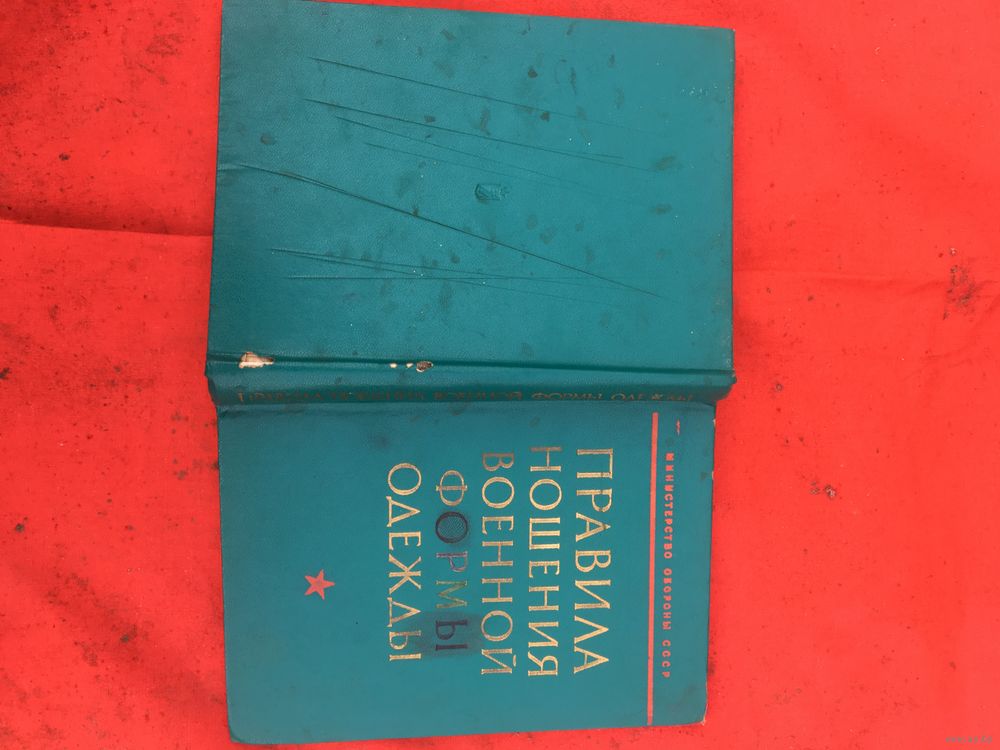 МИНИСТЕРСТВО ОБОРОНЫ СССР
ПРАВИЛА
НОШЕНИЯ
ВОЕННОЙ
ФОРМЫ
ОДЕЖДЫ
ПРАВИЛА НОШЕНИЯ ВОЕННОЙ ФОРМЫ ОДЕЖДЫ